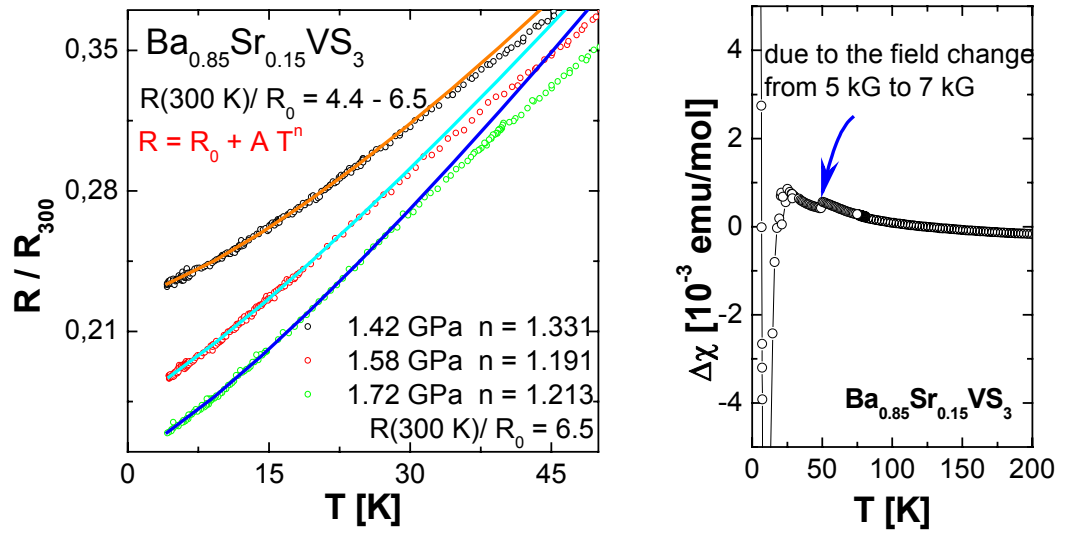 Ba0.85Sr0.15VS3
R(300 K)/ R0 = 4.4 - 6.5
R = R0 + A T^n
0,35
0,28
0,21
R / R300
1.42 GPa n = 1.331
1.58 GPa n = 1.191
1.72 GPa n = 1.213
R(300 K)/ R0 = 6.5
0 15 30 45
T [K]
due to the field change
from 5 kG to 7 kG
4
2
0
-2
-4
Δχ [10^-3 emu/mol]
Ba0.85Sr0.15VS3
0 50 100 150 200
T [K]